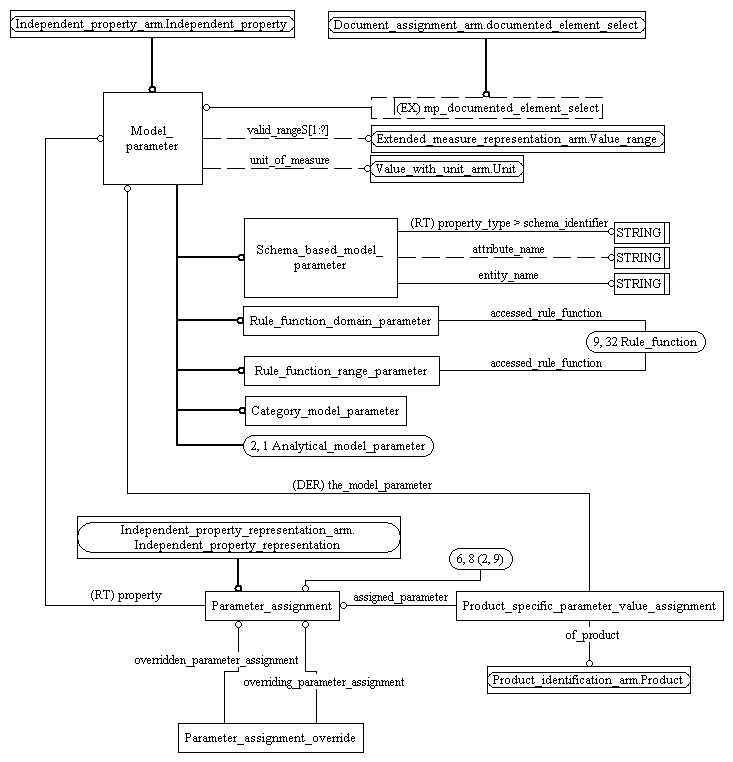 Independent_property_arm.Independent_property
Document_assignment_arm.documented_element_select
(EX) mp_documented_element_select
Model_
parameter
valid_rangeS[1:?]
Extended_measure_representation_arm.Value_range
unit_of_measure
Value_with_unit_arm.Unit
(RT) property_type > schema_identifier
STRING
Schema_based_model_
parameter
attribute_name
STRING
entity_name
STRING
Rule_function_domain_parameter
accessed_rule_function
9, 32 Rule_function
Rule_function_range_parameter
accessed_rule_function
Category_model_parameter
2, 1 Analytical_model_parameter
(DER) the_model_parameter
Independent_property_representation_arm.
Independent_property_representation
6, 8 (2, 9)
(RT) property
Parameter_assignment
assigned_parameter
Product_specific_parameter_value_assignment
of_product
overridden_parameter_assignment
overriding_parameter_assignment
Product_identification_arm.Product
Parameter_assignment_override